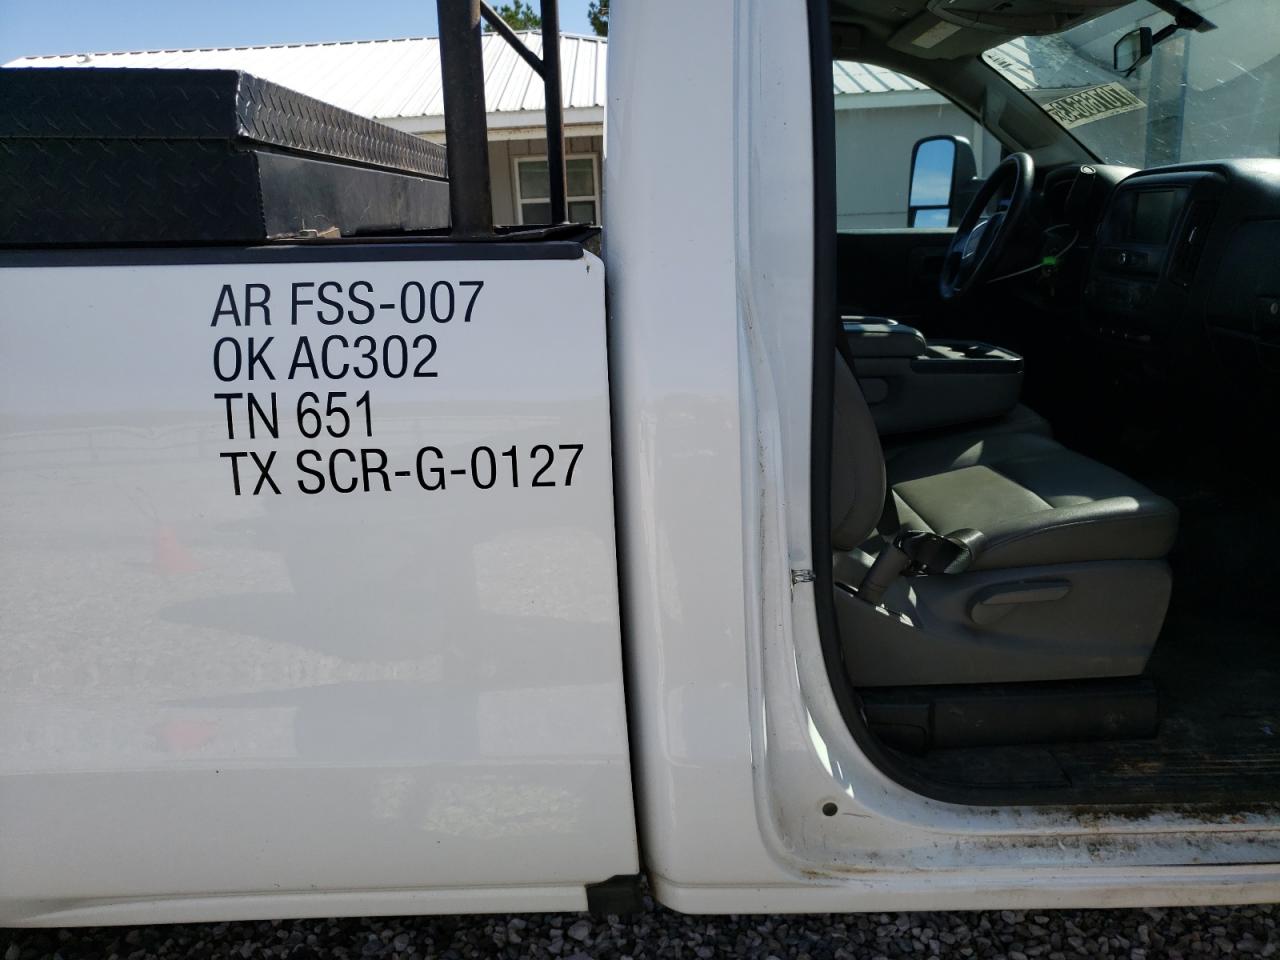 AR FSS-007
OK AC302
TN 651
TX SCR-G-0127